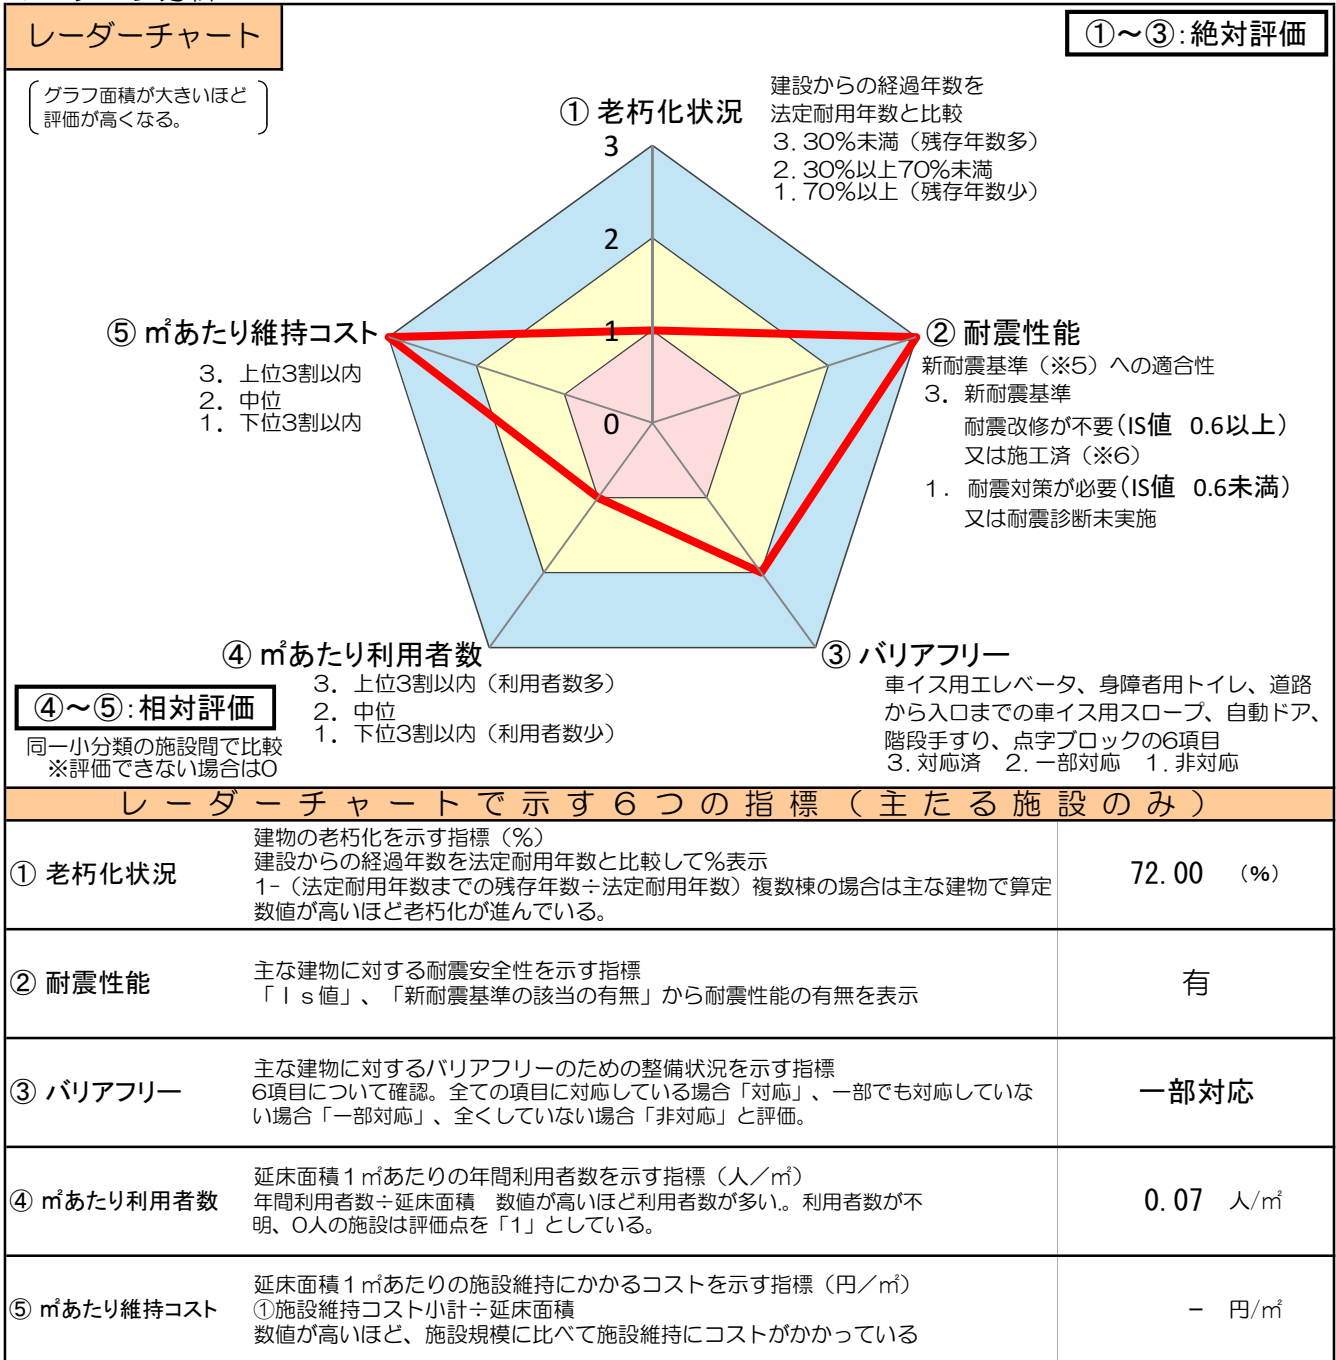 レーダーチャート
①～③:絶対評価
グラフ面積が大きいほど
評価が高くなる。
① 老朽化状況
建設からの経過年数を
法定耐用年数と比較
3. 30%未満（残存年数多）
2. 30%以上70%未満
1. 70%以上（残存年数少）
3
2
1
0
⑤ ㎡あたり維持コスト
3. 上位3割以内
2. 中位
1. 下位3割以内
② 耐震性能
新耐震基準（※5）への適合性
3. 新耐震基準
耐震改修が不要(IS値 0.6以上)
又は施工済（※6）
1. 耐震対策が必要(IS値 0.6未満)
又は耐震診断未実施
④ ㎡あたり利用者数
3. 上位3割以内（利用者数多）
2. 中位
1. 下位3割以内（利用者数少）
③ バリアフリー
車イス用エレベータ、身障者用トイレ、道路
から入口までの車イス用スロープ、自動ドア、
階段手すり、点字ブロックの6項目
3. 対応済 2. 一部対応 1. 非対応
④～⑤:相対評価
同一小分類の施設間で比較
※評価できない場合は0
レーダーチャートで示す６つの指標（主たる施設のみ）
① 老朽化状況
建物の老朽化を示す指標（%）
建設からの経過年数を法定耐用年数と比較して%表示
1-（法定耐用年数までの残存年数÷法定耐用年数）複数棟の場合は主な建物で算定
数値が高いほど老朽化が進んでいる。
72.00 （%）
② 耐震性能
主な建物に対する耐震安全性を示す指標
「Ｉｓ値」、「新耐震基準の該当の有無」から耐震性能の有無を表示
有
③ バリアフリー
主な建物に対するバリアフリーのための整備状況を示す指標
6項目について確認。全ての項目に対応している場合「対応」、一部でも対応していな
い場合「一部対応」、全くしていない場合「非対応」と評価。
一部対応
④ ㎡あたり利用者数
延床面積１㎡あたりの年間利用者数を示す指標（人／㎡）
年間利用者数÷延床面積 数値が高いほど利用者数が多い。利用者数が不
明、0人の施設は評価点を「1」としている。
0.07 人/㎡
⑤ ㎡あたり維持コスト
延床面積１㎡あたりの施設維持にかかるコストを示す指標（円／㎡）
①施設維持コスト小計÷延床面積
数値が高いほど、施設規模に比べて施設維持にコストがかかっている
- 円/㎡